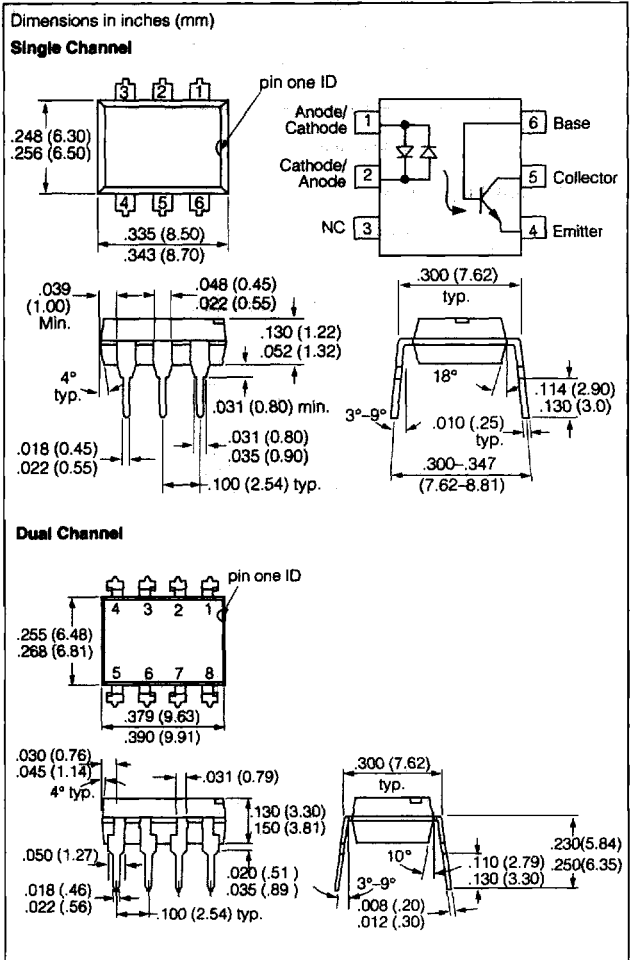 Dimensions in inches (mm)
Single Channel
pin one ID
3 2 1
.248 (6.30)
.256 (6.50)
4 5 6
.335 (8.50)
.343 (8.70)
Anode/
Cathode
1
Cathode/
Anode
2
NC
3
6
Base
5
Collector
4
Emitter
.039
(1.00)
Min.
.048 (0.45)
.022 (0.55)
.130 (1.22)
.052 (1.32)
4°
typ.
.031 (0.80) min.
.018 (0.45)
.022 (0.55)
.031 (0.80)
.035 (0.90)
.100 (2.54) typ.
.300 (7.62)
typ.
18°
.114 (2.90)
.130 (3.0)
3°–9°
.010 (.25)
typ.
.300–.347
(7.62–8.81)
Dual Channel
pin one ID
4 3 2 1
.255 (6.48)
.268 (6.81)
5 6 7 8
.379 (9.63)
.390 (9.91)
.030 (0.76)
.045 (1.14)
4° typ.
.031 (0.79)
.130 (3.30)
.150 (3.81)
.050 (1.27)
.020 (.51 )
.035 (.89 )
.018 (.46)
.022 (.56)
.100 (2.54) typ.
.300 (7.62)
typ.
.230(5.84)
.250(6.35)
10°
.110 (2.79)
.130 (3.30)
3°–9°
.008 (.20)
.012 (.30)